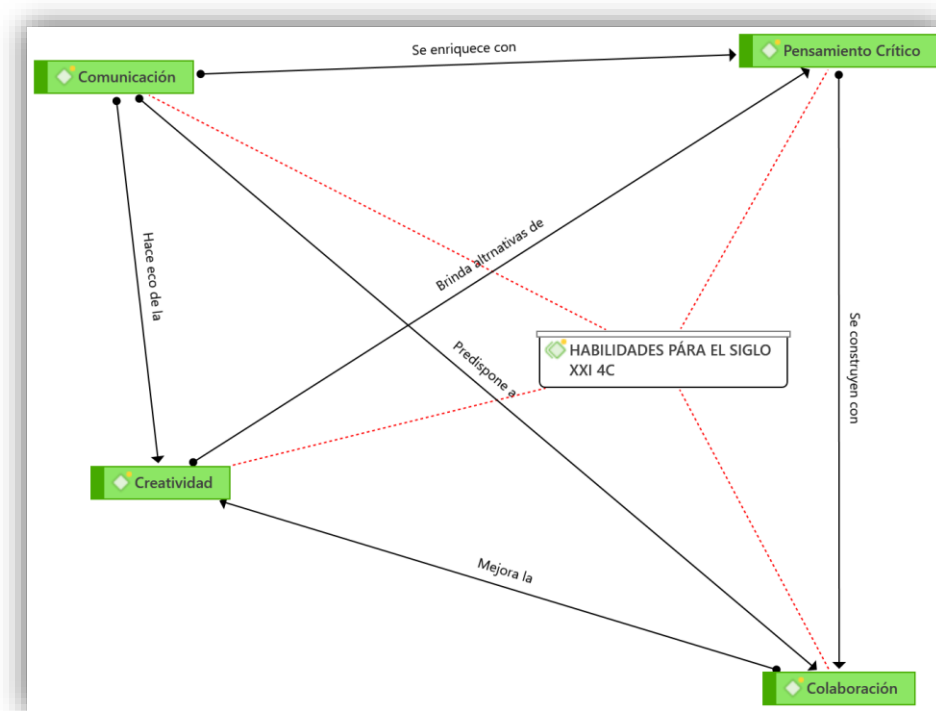 Se enriquece con
Pensamiento Crítico
Comunicación
Hace eco de la
Brinda altrnativas de
HABILIDADES PÁRA EL SIGLO
XXI 4C
Predispone a
Se construyen con
Creatividad
Mejora la
Colaboración